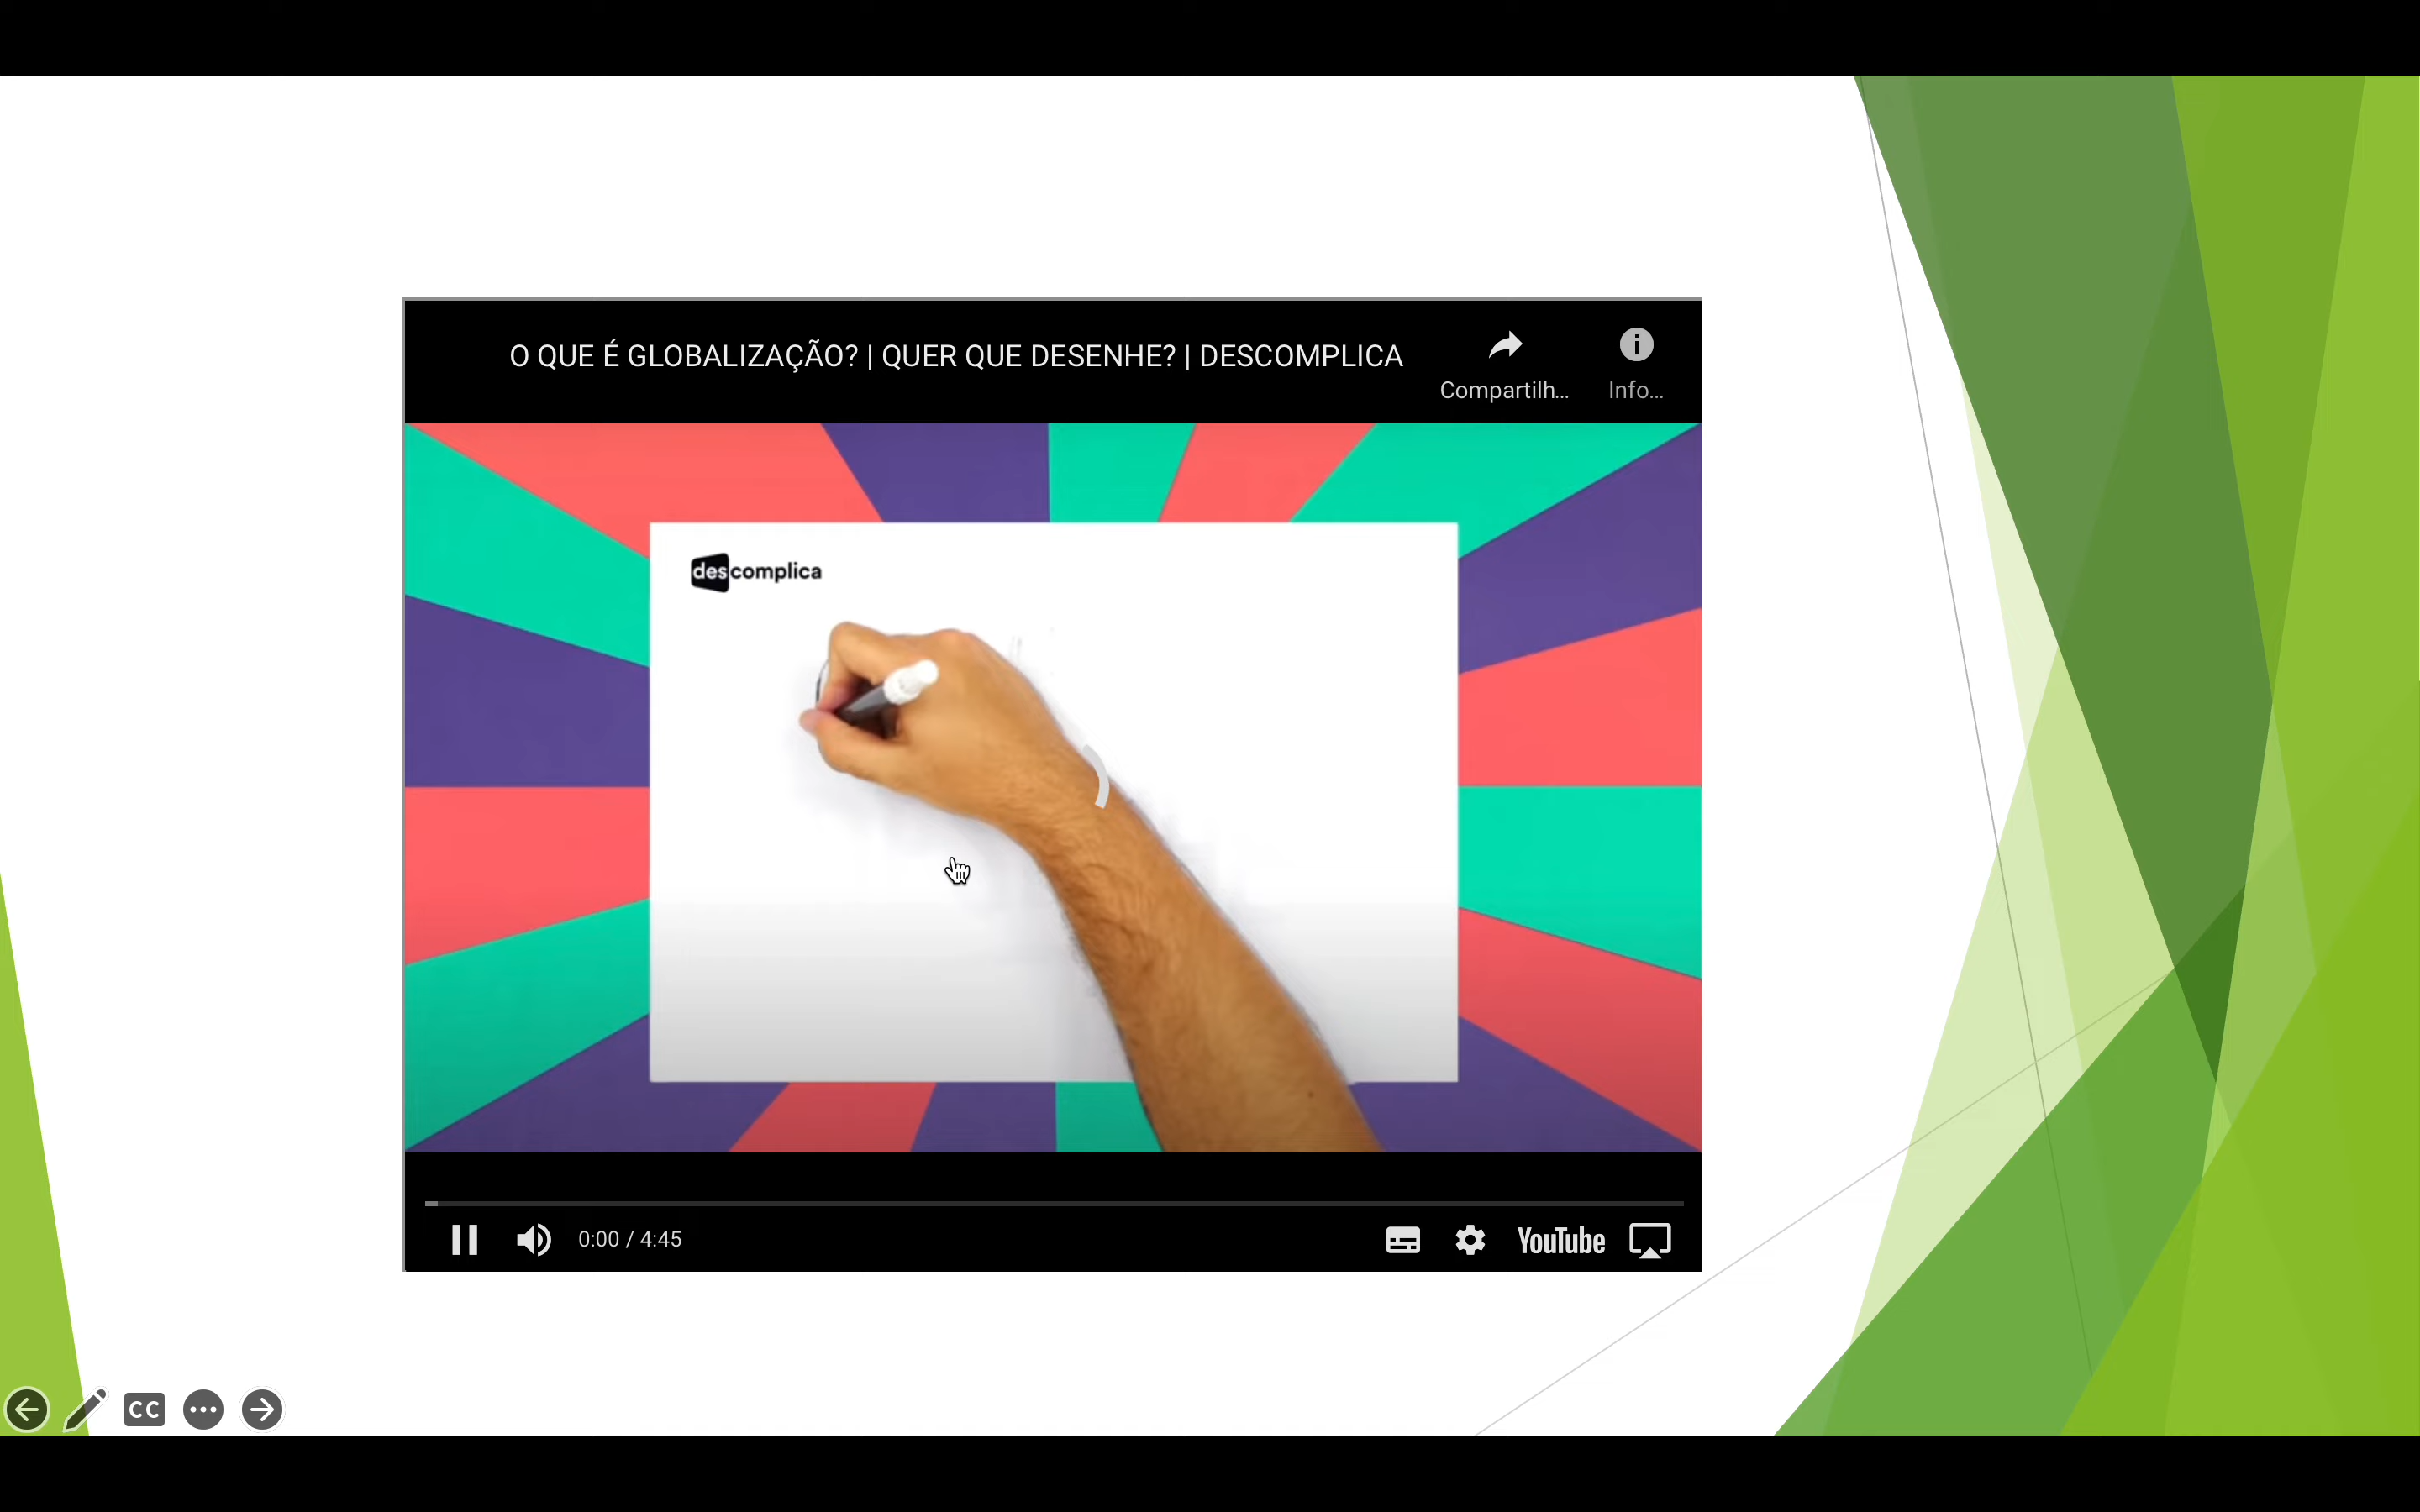 O QUE É GLOBALIZAÇÃO? | QUER QUE DESENHE? | DESCOMPLICA
Compartilh...
Info...
descomplica
0:00 / 4:45
YouTube
CC